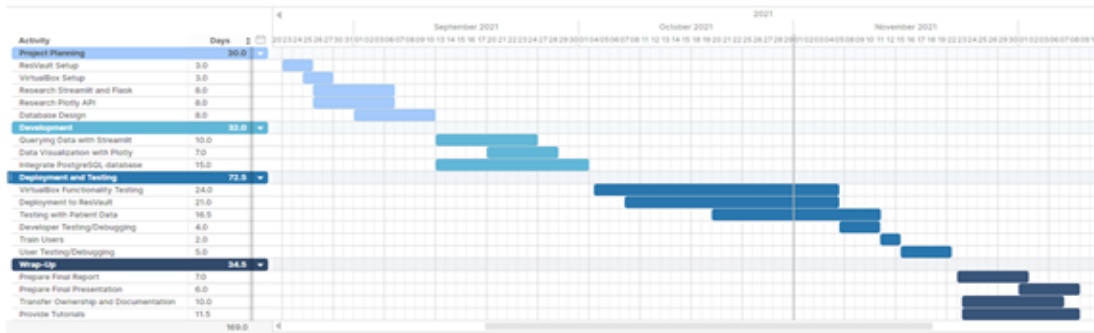 2021
September 2021 October 2021 November 2021
Activity Days
Project Planning 30.0
ResVault Setup 3.0
VirtualBox Setup 3.0
Research Streamlit and Flask 8.0
Research Plotly API 8.0
Database Design 8.0
Development 32.0
Querying Data with Streamlit 10.0
Data Visualization with Plotly 7.0
Integrate PostgreSQL database 15.0
Deployment and Testing 72.5
VirtualBox Functionality Testing 24.0
Deployment to ResVault 21.0
Testing with Patient Data 16.5
Developer Testing/Debugging 4.0
Train Users 2.0
User Testing/Debugging 5.0
Wrap-Up 34.5
Prepare Final Report 7.0
Prepare Final Presentation 6.0
Transfer Ownership and Documentation 10.0
Provide Tutorials 11.5
169.0